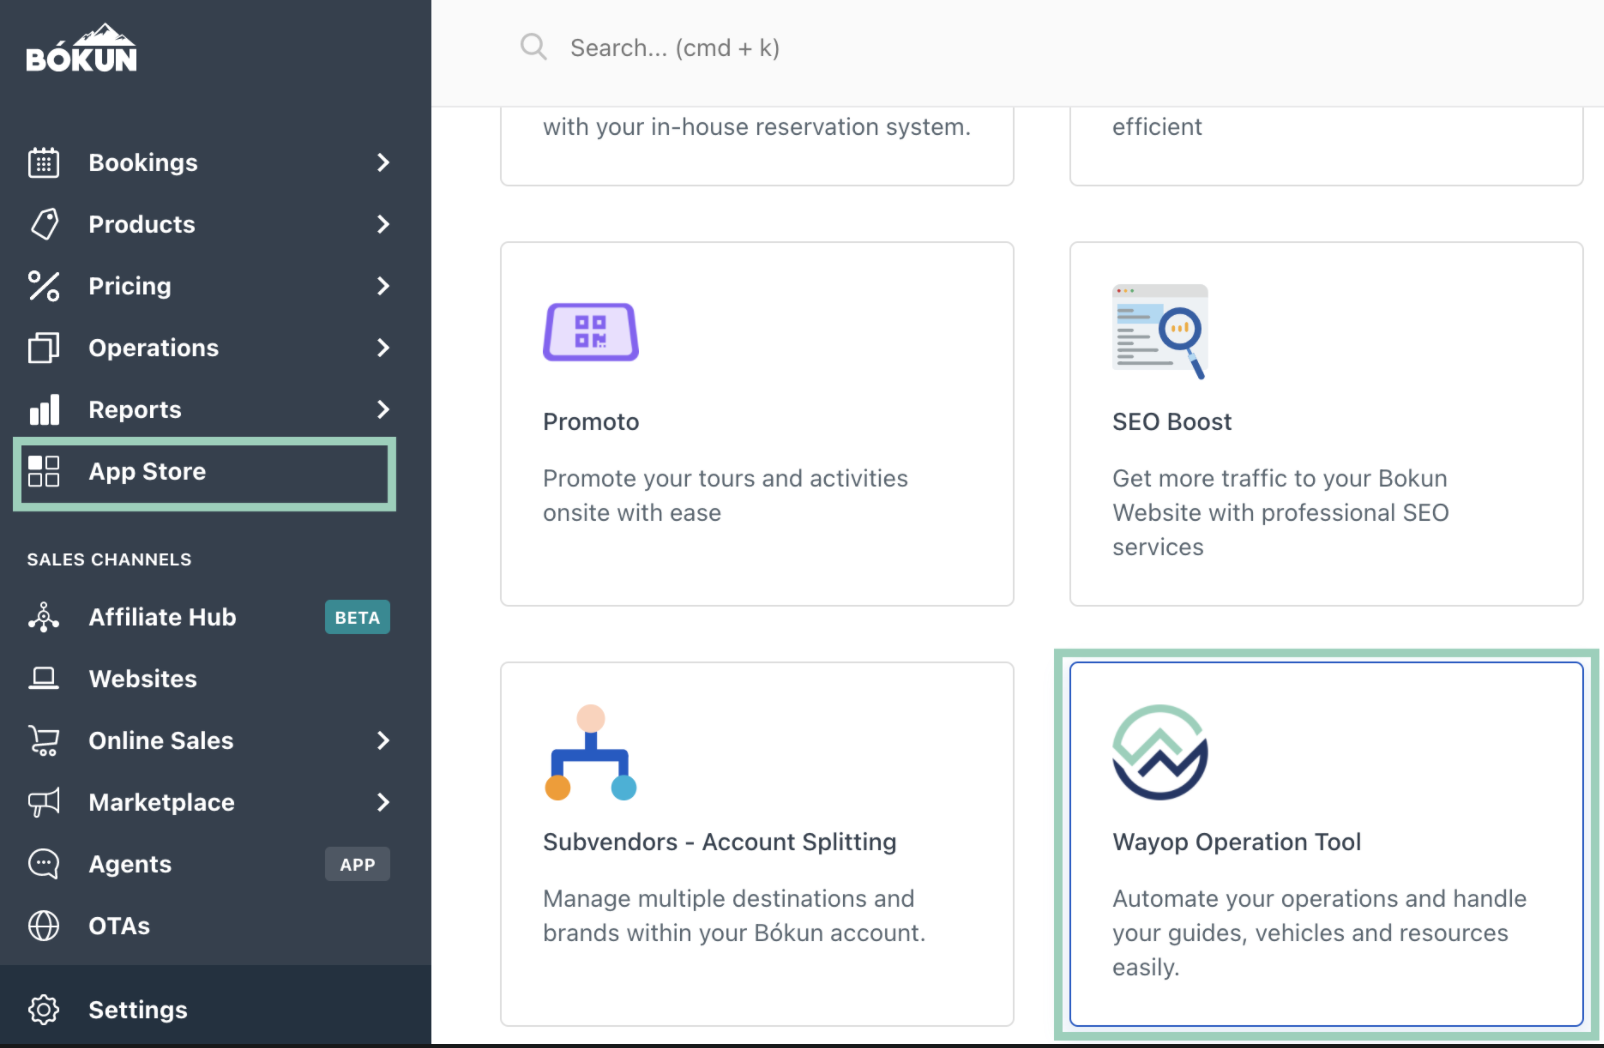 BÓKUN
Search... (cmd + k)
Bookings
Products
Pricing
Operations
Reports
App Store
SALES CHANNELS
Affiliate Hub BETA
Websites
Online Sales
Marketplace
Agents APP
OTAs
Settings
with your in-house reservation system.
efficient
Promoto
Promote your tours and activities
onsite with ease
SEO Boost
Get more traffic to your Bokun
Website with professional SEO
services
Subvendors - Account Splitting
Manage multiple destinations and
brands within your Bókun account.
Wayop Operation Tool
Automate your operations and handle
your guides, vehicles and resources
easily.